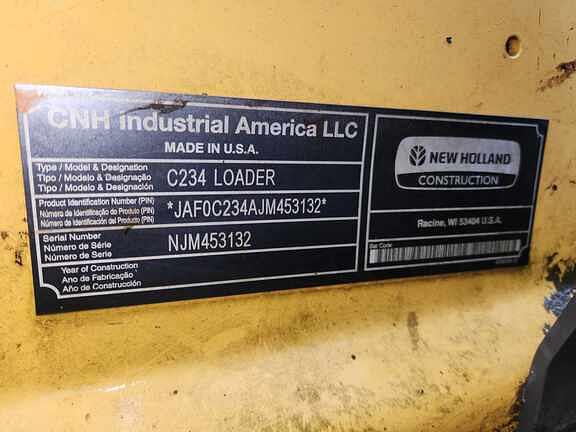 CNH Industrial America LLC
MADE IN U.S.A.
Type / Model & Designation
Tipo / Modelo & Designação
Tipo / Modelo & Designación
C234 LOADER
Product Identification Number (PIN)
Número de Identificação do Produto (PIN)
Número de Identificación de Producto (PIN)
*JAF0C234AJM453132*
Serial Number
Número de Série
Número de Serie
NJM453132
Year of Construction
Ano de Fabricação
Año de Construcción
NEW HOLLAND
CONSTRUCTION
Racine, WI 53404 U.S.A.
Bar Code